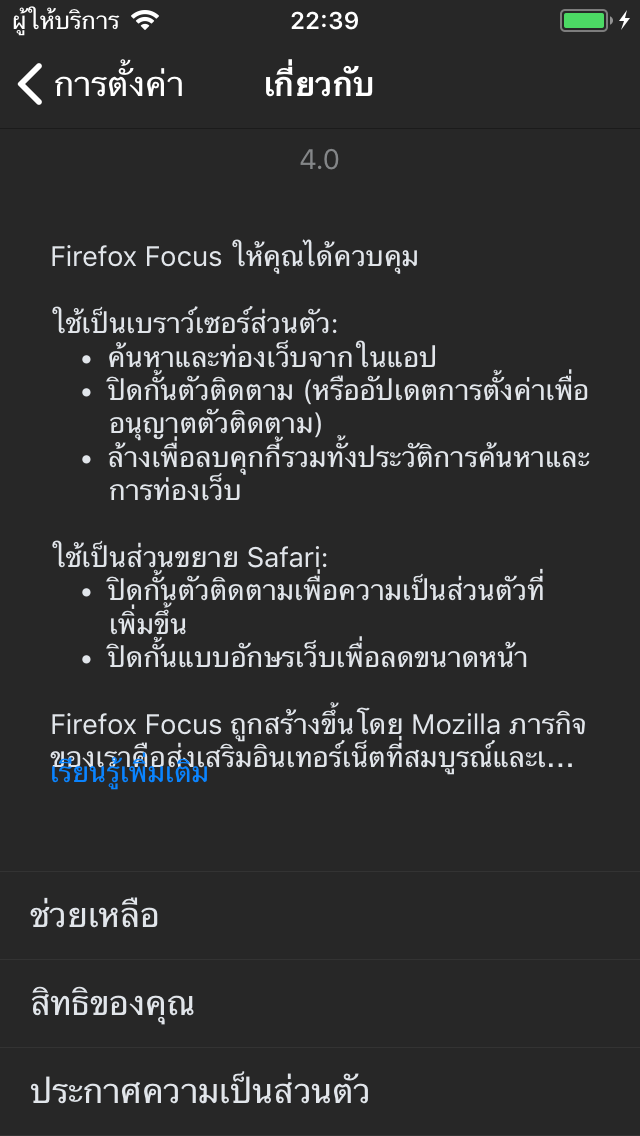 ผู้ให้บริการ 22:39
การตั้งค่า เกี่ยวกับ
4.0
Firefox Focus ให้คุณได้ควบคุม
ใช้เป็นเบราว์เซอร์ส่วนตัว:
• ค้นหาและท่องเว็บจากในแอป
• ปิดกั้นตัวติดตาม (หรืออัปเดตการตั้งค่าเพื่อ
อนุญาตตัวติดตาม)
• ล้างเพื่อลบคุกกี้รวมทั้งประวัติการค้นหาและ
การท่องเว็บ
ใช้เป็นส่วนขยาย Safari:
• ปิดกั้นตัวติดตามเพื่อความเป็นส่วนตัวที่
เพิ่มขึ้น
• ปิดกั้นแบบอักษรเว็บเพื่อลดขนาดหน้า
Firefox Focus ถูกสร้างขึ้นโดย Mozilla ภารกิจ
ของเราคือส่งเสริมอินเทอร์เน็ตที่สมบูรณ์และเ...
เรียนรู้เพิ่มเติม
ช่วยเหลือ
สิทธิของคุณ
ประกาศความเป็นส่วนตัว